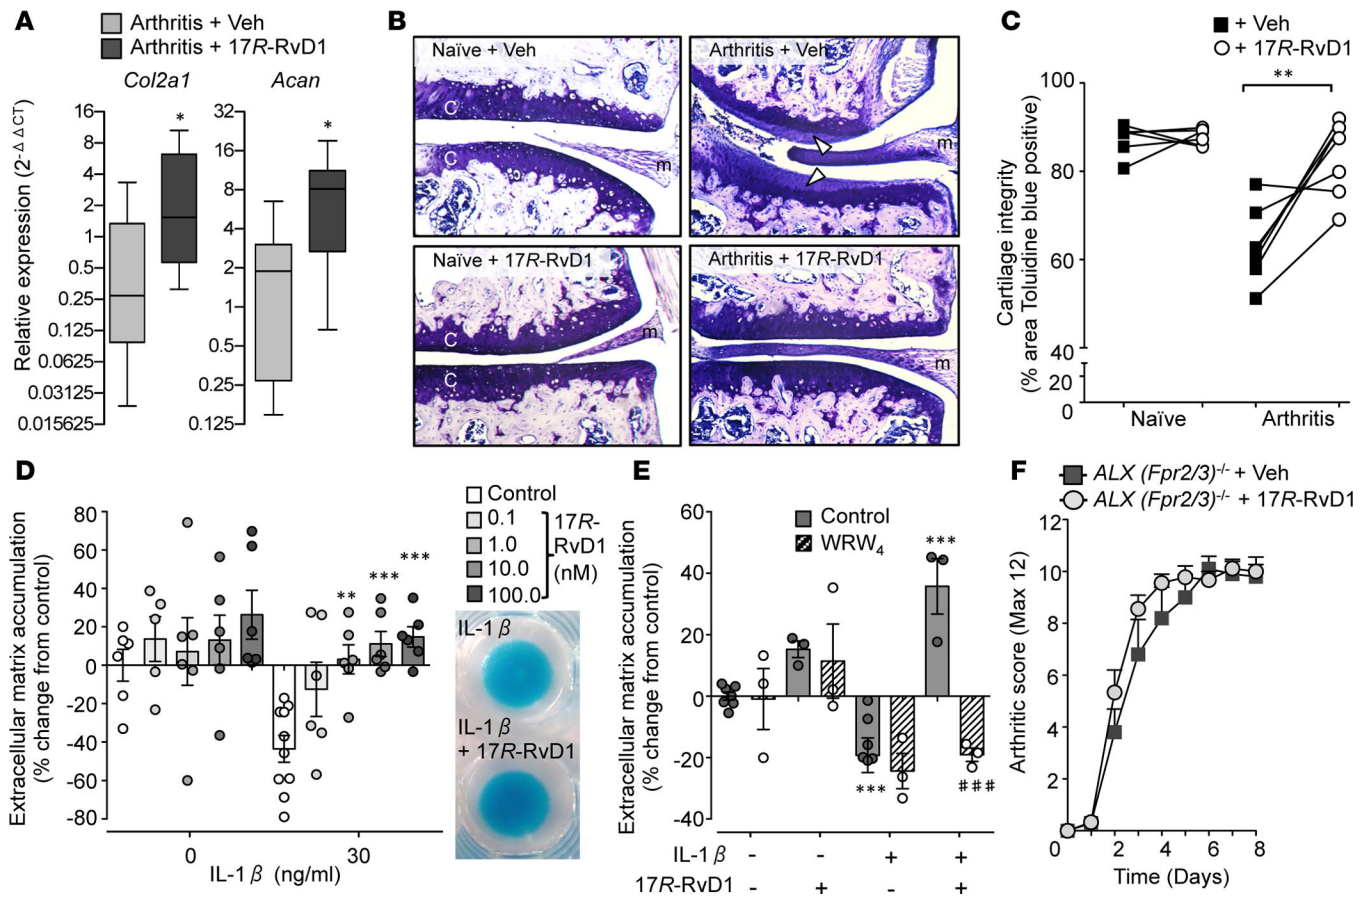 A
Arthritis + Veh
Arthritis + 17R-RvD1
Col2a1
Acan
Relative expression (2-ΔΔCT)
16
8
4
2
1
0.5
0.25
0.125
0.0625
0.03125
0.015625
*
32
16
8
4
2
1
0.5
0.25
0.125
*
B
Naïve + Veh
C
C
m
Arthritis + Veh
m
Naïve + 17R-RvD1
C
C
m
Arthritis + 17R-RvD1
m
C
+ Veh
+ 17R-RvD1
**
Cartilage integrity
(% area Toluidine blue positive)
100
80
60
40
20
0
Naïve
Arthritis
D
Control
0.1
1.0
10.0
100.0
17R-
RvD1
(nM)
Extracellular matrix accumulation
(% change from control)
80
60
40
20
0
-20
-40
-60
-80
**
***
***
0
30
IL-1β (ng/ml)
IL-1β
IL-1β
+ 17R-RvD1
E
Control
WRW4
Extracellular matrix accumulation
(% change from control)
60
40
20
0
-20
-40
***
***
###
IL-1β - - + +
17R-RvD1 - + - +
F
ALX (Fpr2/3)-/- + Veh
ALX (Fpr2/3)-/- + 17R-RvD1
Arthritic score (Max 12)
12
10
8
6
4
2
0
2
4
6
8
Time (Days)